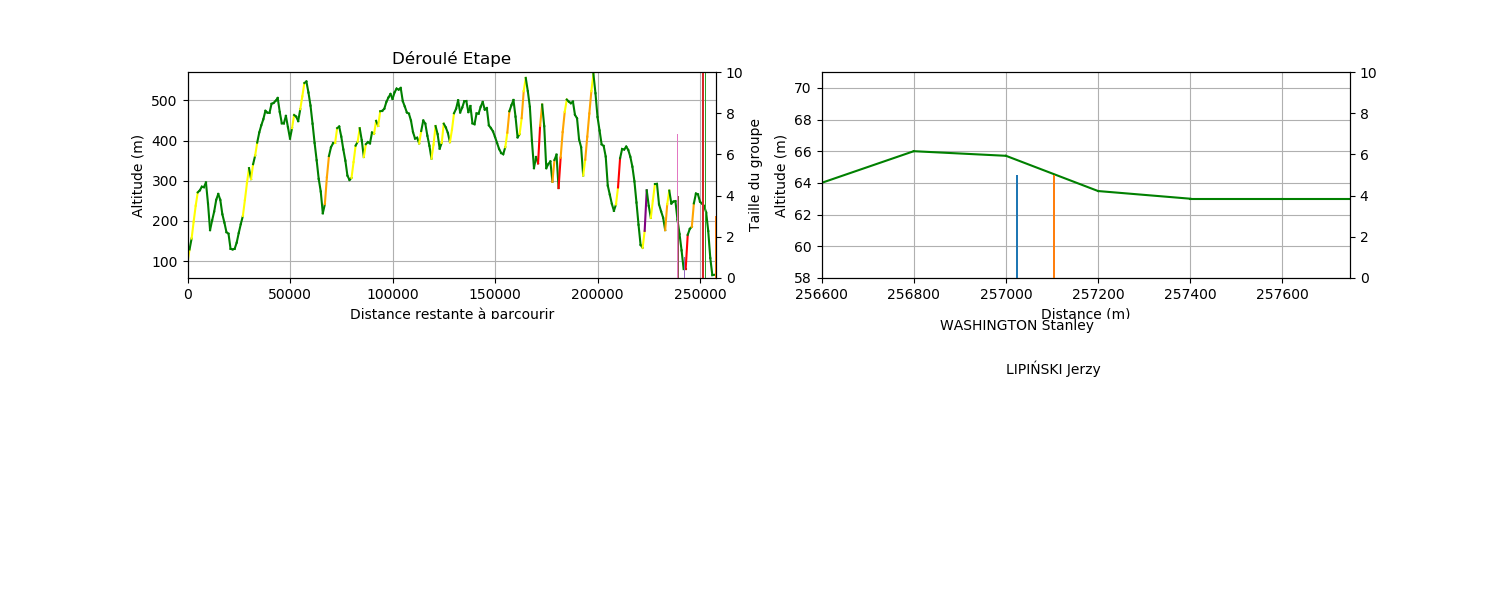 Déroulé Etape
500
400
300
200
100
Altitude (m)
10
8
6
4
2
0
Taille du groupe
0 50000 100000 150000 200000 250000
Distance restante à parcourir
70
68
66
64
62
60
58
Altitude (m)
10
8
6
4
2
0
256600 256800 257000 257200 257400 257600
Distance (m)
WASHINGTON Stanley
LIPIŃSKI Jerzy